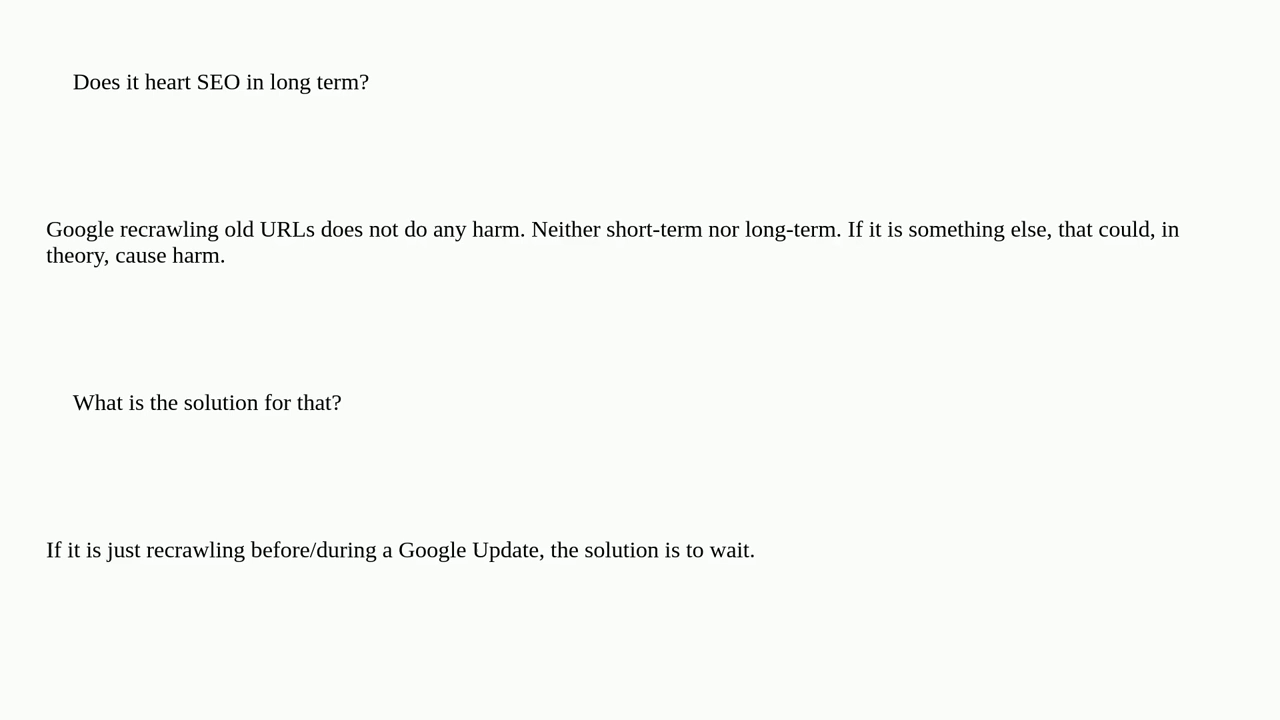 Does it heart SEO in long term?
Google recrawling old URLs does not do any harm. Neither short-term nor long-term. If it is something else, that could, in
theory, cause harm.
What is the solution for that?
If it is just recrawling before/during a Google Update, the solution is to wait.